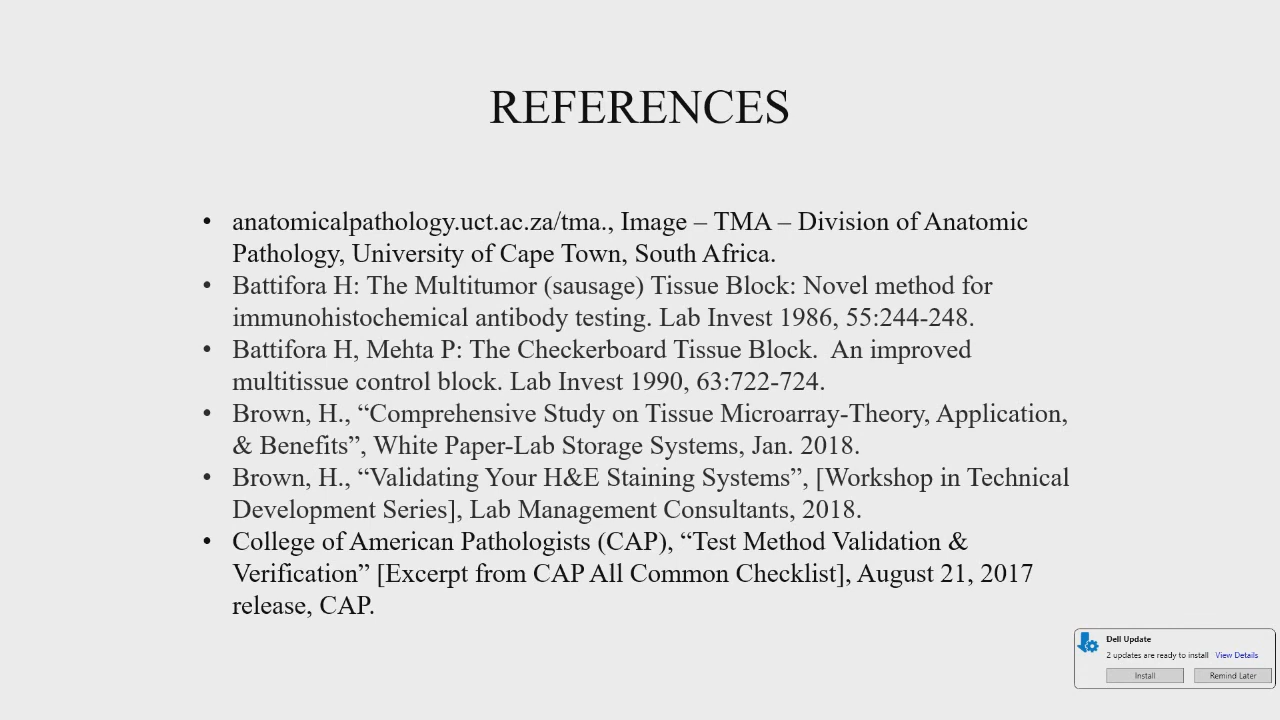 REFERENCES
• anatomicalpathology.uct.ac.za/tma., Image – TMA – Division of Anatomic
Pathology, University of Cape Town, South Africa.
• Battifora H: The Multitumor (sausage) Tissue Block: Novel method for
immunohistochemical antibody testing. Lab Invest 1986, 55:244-248.
• Battifora H, Mehta P: The Checkerboard Tissue Block.  An improved
multitissue control block. Lab Invest 1990, 63:722-724.
• Brown, H., “Comprehensive Study on Tissue Microarray-Theory, Application,
& Benefits”, White Paper-Lab Storage Systems, Jan. 2018.
• Brown, H., “Validating Your H&E Staining Systems”, [Workshop in Technical
Development Series], Lab Management Consultants, 2018.
• College of American Pathologists (CAP), “Test Method Validation &
Verification” [Excerpt from CAP All Common Checklist], August 21, 2017
release, CAP.
Dell Update
2 updates are ready to install View Details
Install Remind Later